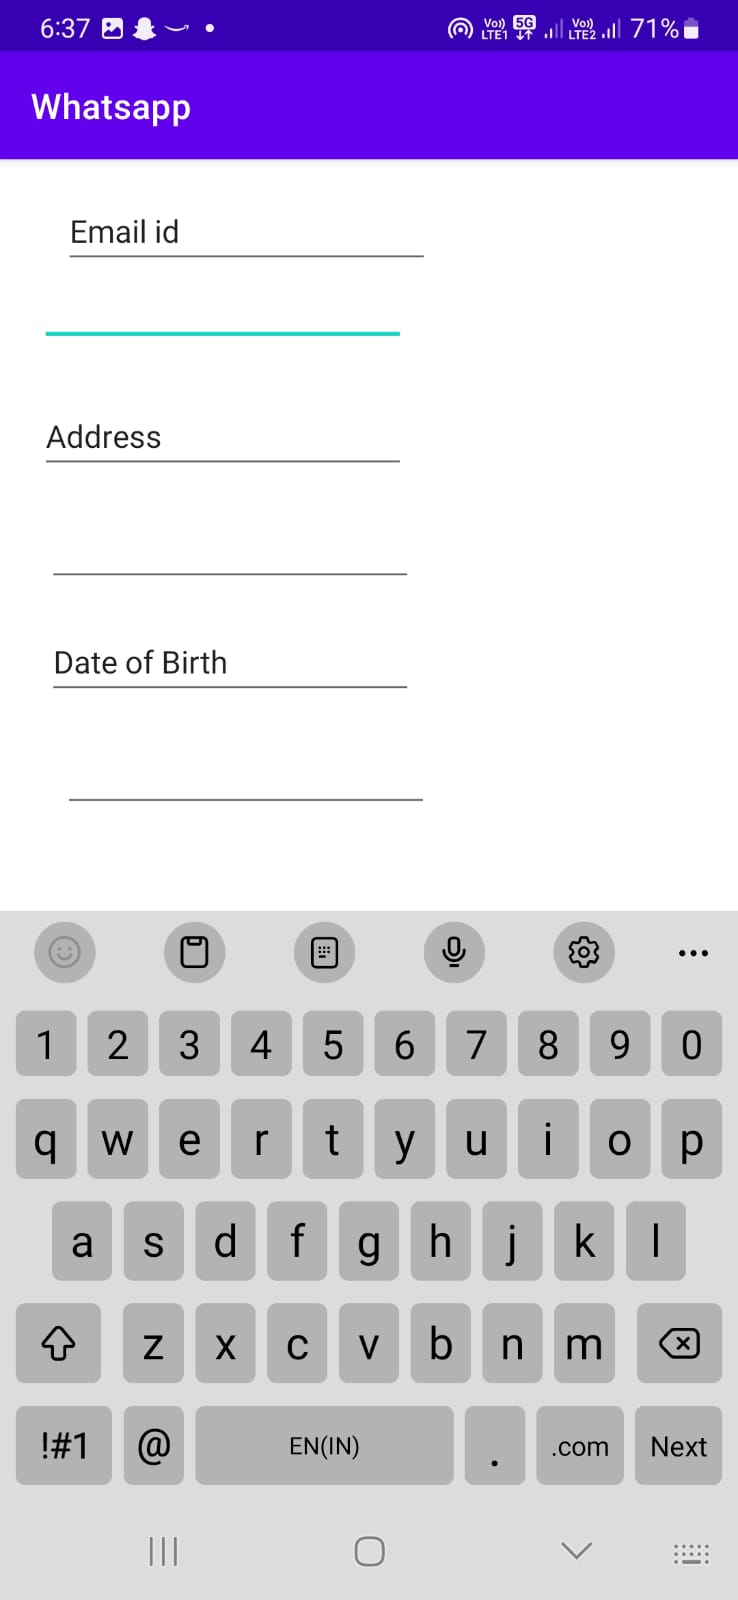 6:37 Vo)) LTE1 5G Vo)) LTE2 71%
Whatsapp
Email id
Address
Date of Birth
1 2 3 4 5 6 7 8 9 0
q w e r t y u i o p
a s d f g h j k l
z x c v b n m
!#1 @ EN(IN) . .com Next